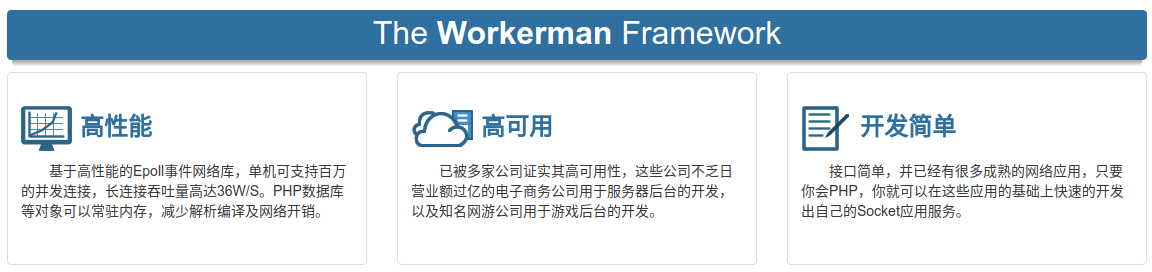 The Workerman Framework
高性能
基于高性能的Epoll事件网络库，单机可支持百万
的并发连接，长连接吞吐量高达36W/S。PHP数据库
等对象可以常驻内存，减少解析编译及网络开销。
高可用
已被多家公司证实其高可用性，这些公司不乏日
营业额过亿的电子商务公司用于服务器后台的开发，
以及知名网游公司用于游戏后台的开发。
开发简单
接口简单，并已经有很多成熟的网络应用，只要
你会PHP，你就可以在这些应用的基础上快速的开发
出自己的Socket应用服务。